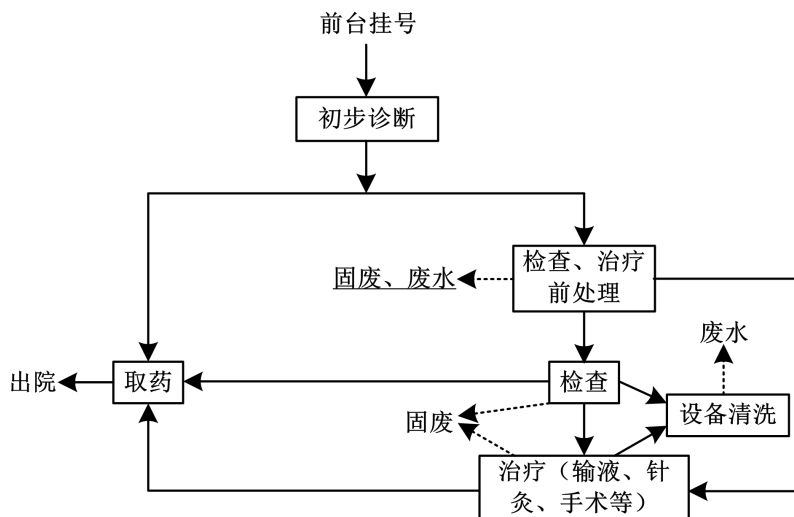 前台挂号
初步诊断
检查、治疗
前处理
固废、废水
废水
出院
取药
检查
设备清洗
固废
治疗（输液、针
灸、手术等）